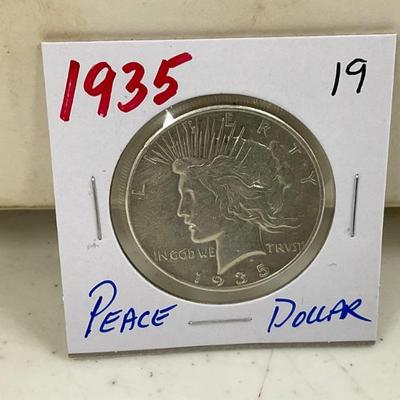 1935 19
LIBERTY
IN GOD WE TRUST
1935
PEACE DOLLAR